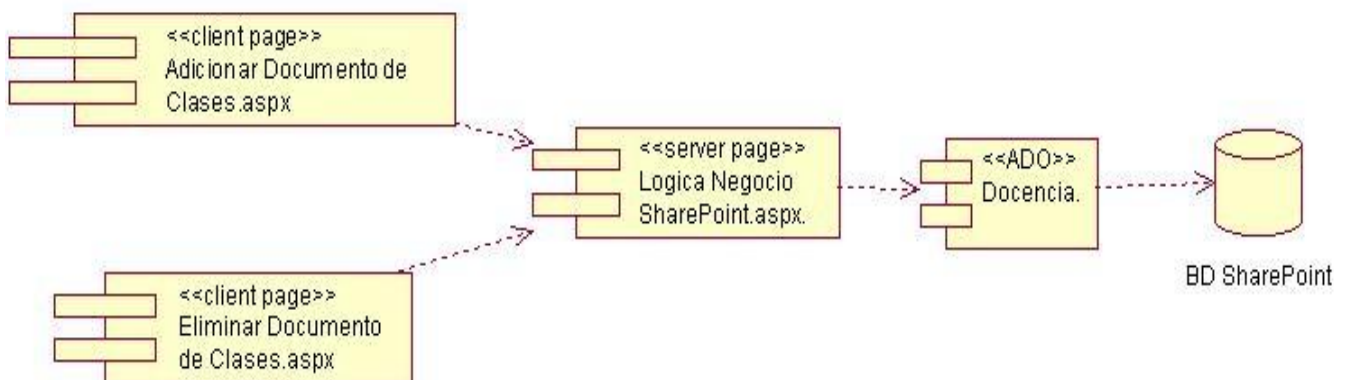 <<client page>>
Adicionar Documento de
Clases.aspx
<<server page>>
Logica Negocio
SharePoint.aspx.
<<ADO>>
Docencia.
BD SharePoint
<<client page>>
Eliminar Documento
de Clases.aspx